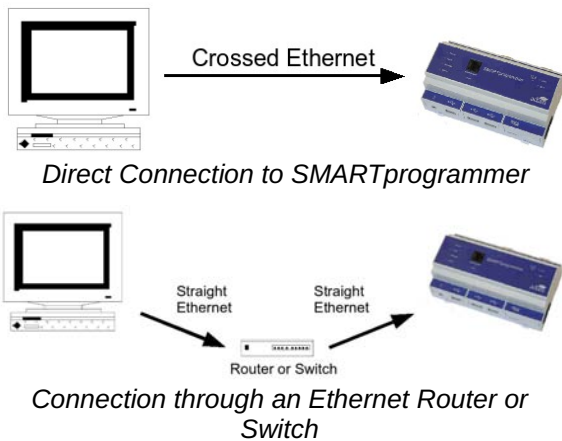 Crossed Ethernet
SMARTprogrammer
Direct Connection to SMARTprogrammer
Straight
Ethernet
Straight
Ethernet
Router or Switch
Connection through an Ethernet Router or
Switch